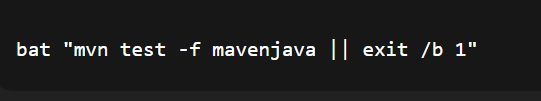 bat "mvn test -f mavenjava || exit /b 1"